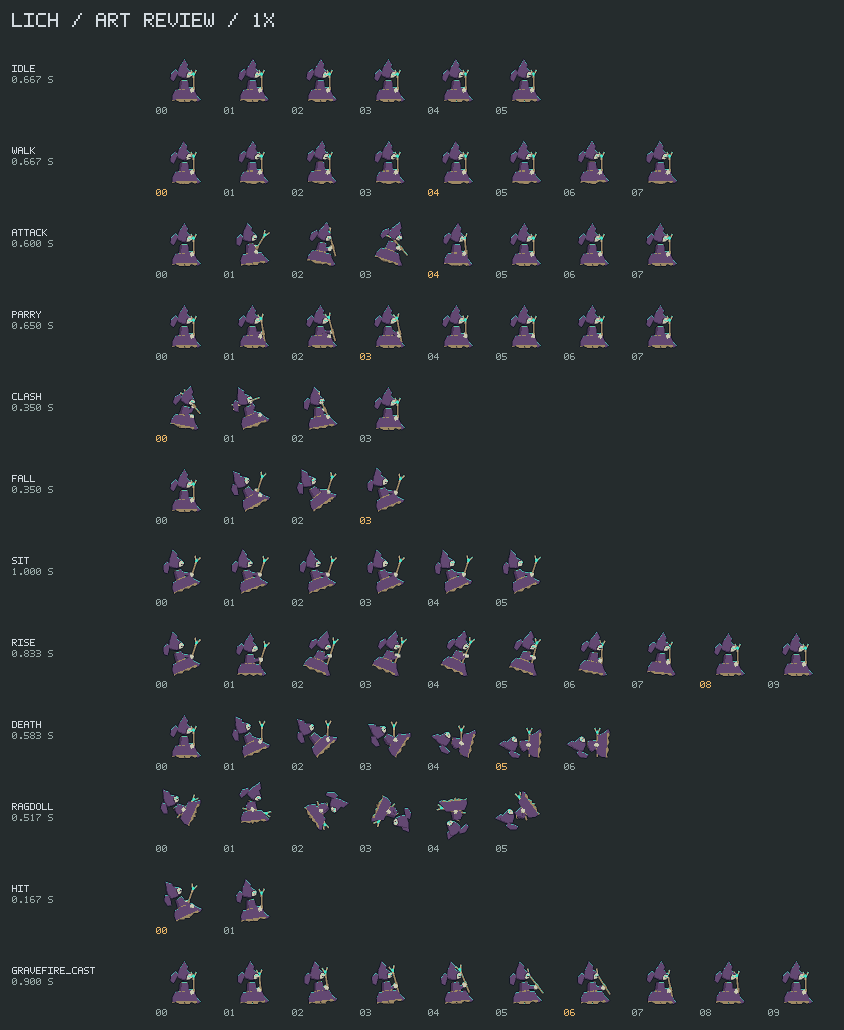 LICH / ART REVIEW / 1X
IDLE
0.667 S
00 01 02 03 04 05
WALK
0.667 S
00 01 02 03 04 05 06 07
ATTACK
0.600 S
00 01 02 03 04 05 06 07
PARRY
0.650 S
00 01 02 03 04 05 06 07
CLASH
0.350 S
00 01 02 03
FALL
0.350 S
00 01 02 03
SIT
1.000 S
00 01 02 03 04 05
RISE
0.833 S
00 01 02 03 04 05 06 07 08 09
DEATH
0.583 S
00 01 02 03 04 05 06
RAGDOLL
0.517 S
00 01 02 03 04 05
HIT
0.167 S
00 01
GRAVEFIRE_CAST
0.900 S
00 01 02 03 04 05 06 07 08 09